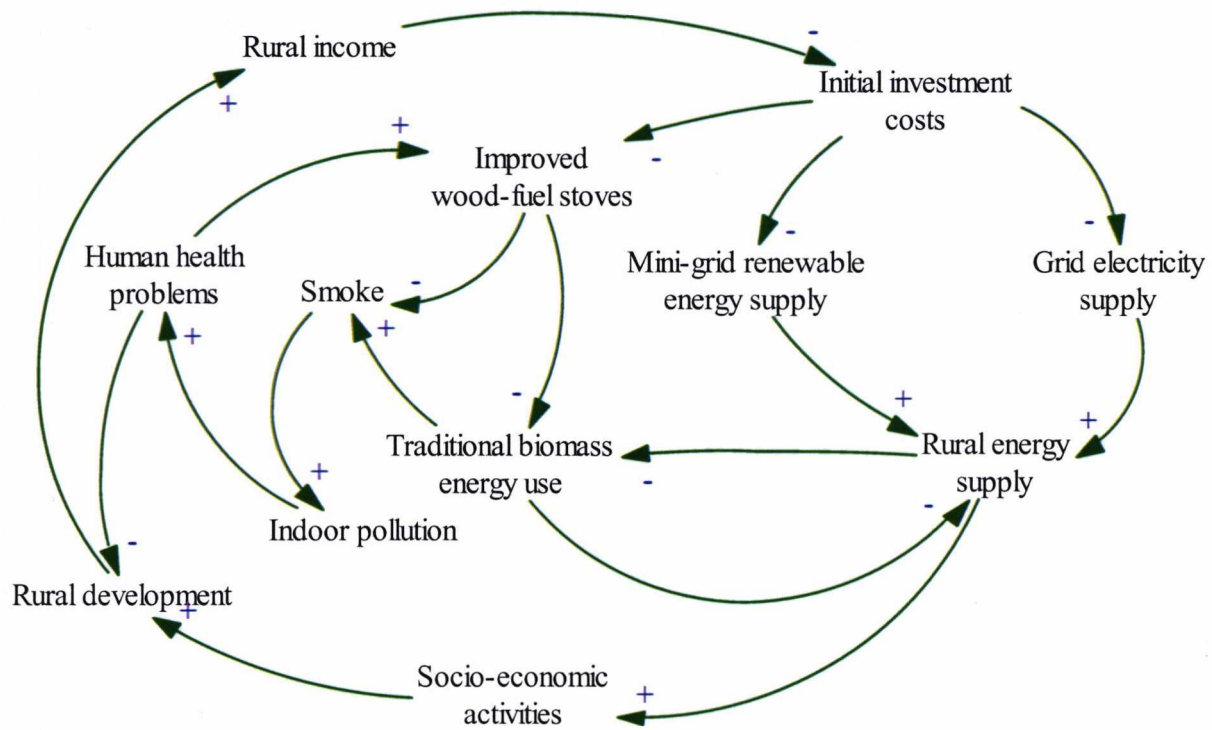 Rural income
-
Initial investment
costs
+
+
Improved
wood-fuel stoves
-
Human health
problems
Smoke
-
+
+
Mini-grid renewable
energy supply
-
Grid electricity
supply
-
-
+
+
Traditional biomass
energy use
Rural energy
supply
-
-
+
Indoor pollution
-
Rural development
+
Socio-economic
activities
+